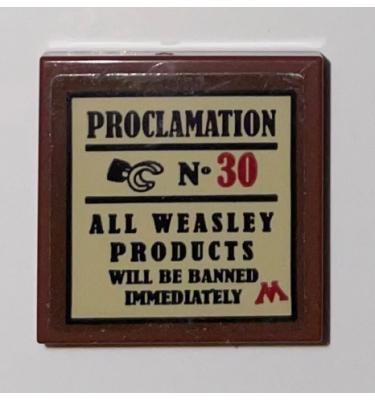 PROCLAMATION
Nº 30
ALL WEASLEY
PRODUCTS
WILL BE BANNED
IMMEDIATELY M